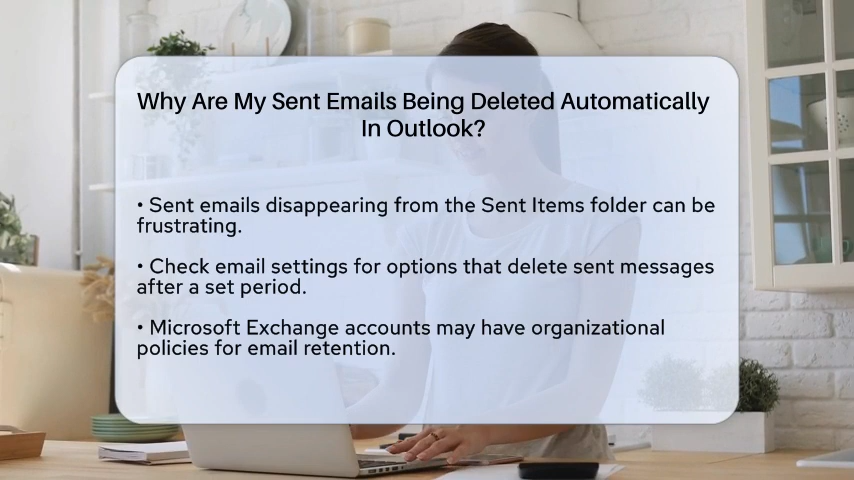 Why Are My Sent Emails Being Deleted Automatically
In Outlook?
• Sent emails disappearing from the Sent Items folder can be
frustrating.
• Check email settings for options that delete sent messages
after a set period.
• Microsoft Exchange accounts may have organizational
policies for email retention.